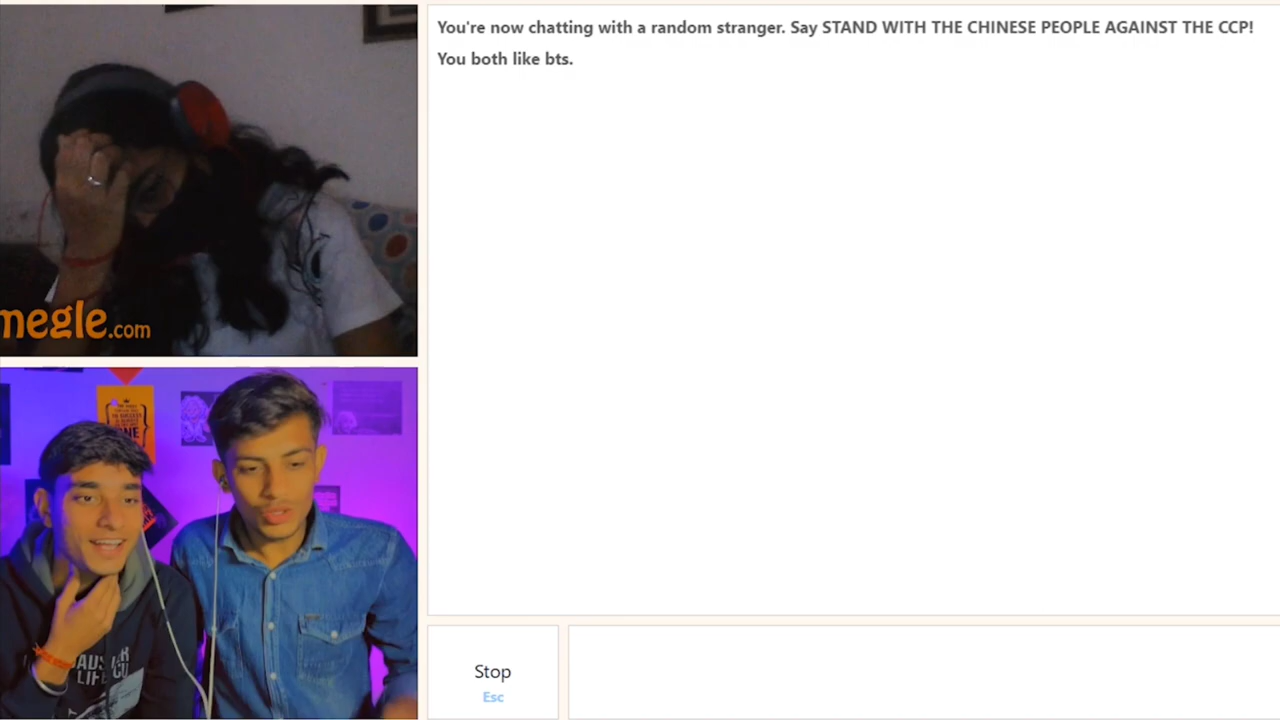 You're now chatting with a random stranger. Say STAND WITH THE CHINESE PEOPLE AGAINST THE CCP!
You both like bts.
megle.com
Stop
Esc